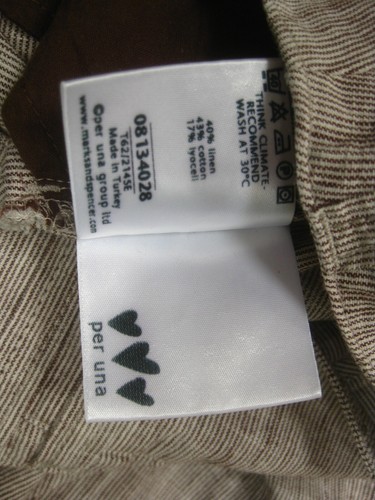 THINK CLIMATE-
RECOMMEND
WASH AT 30°C
40% linen
43% cotton
17% lyocell
08134028
T62/2145E
Made in Turkey
©per una group ltd
www.marksandspencer.com
per una